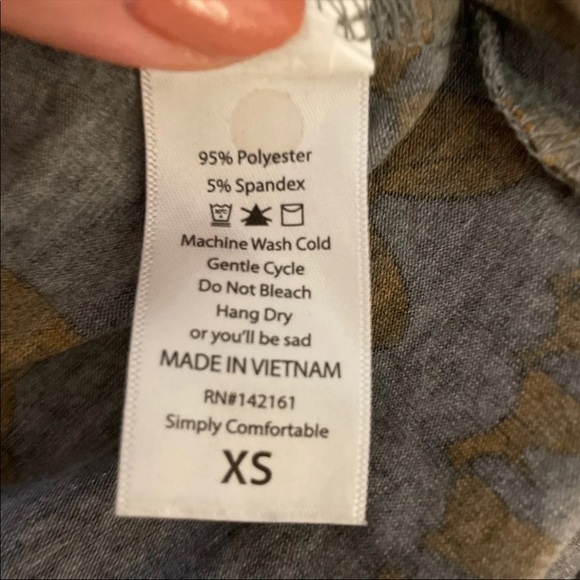 95% Polyester
5% Spandex
Machine Wash Cold
Gentle Cycle
Do Not Bleach
Hang Dry
or you'll be sad
MADE IN VIETNAM
RN#142161
Simply Comfortable
XS